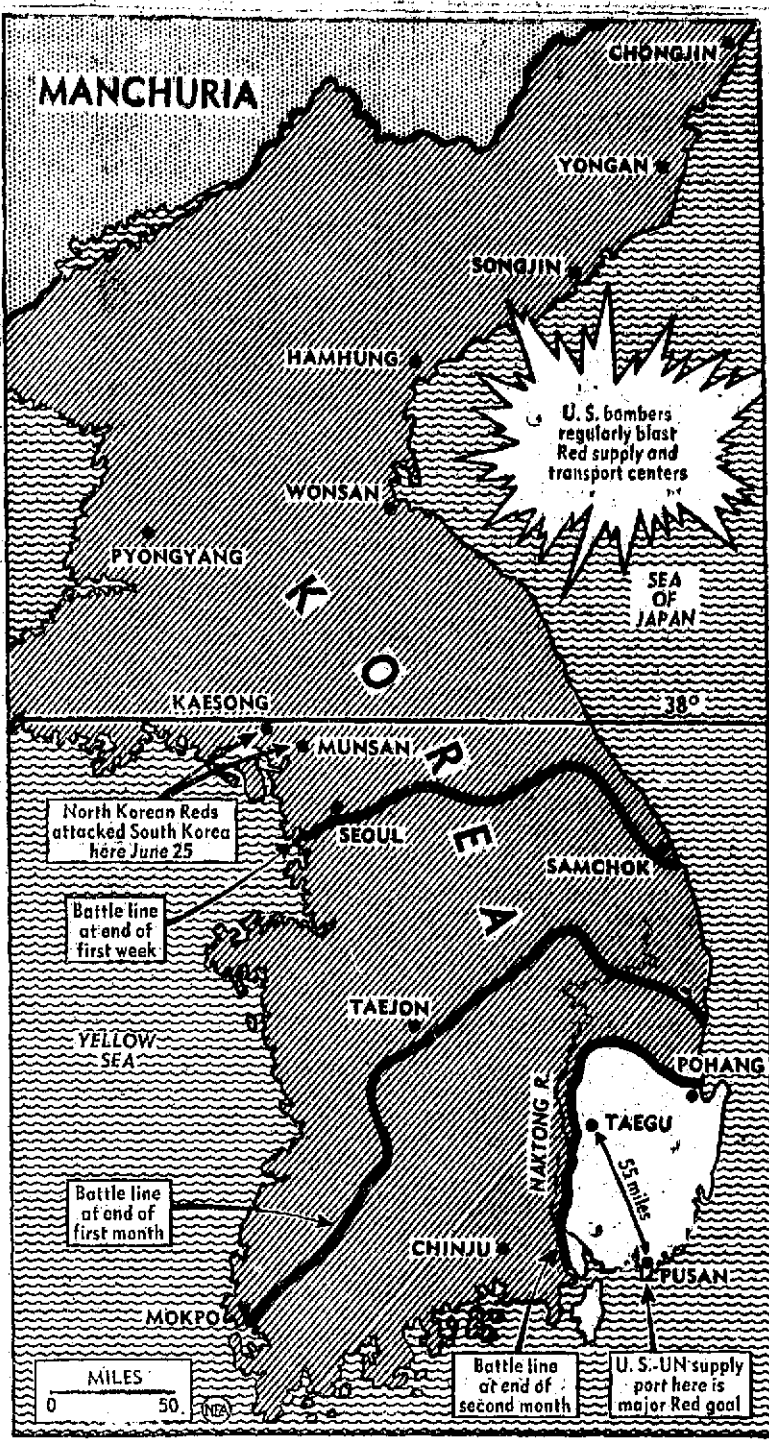 CHONGJIN
MANCHURIA
YONGAN
SONGJIN
HAMHUNG
U. S. bombers
regularly blast
Red supply and
transport centers
WONSAN
PYONGYANG
SEA
OF
JAPAN
KOREA
KAESONG
38°
MUNSAN
North Korean Reds
attacked South Korea
here June 25
SEOUL
SAMCHOK
Battle line
at end of
first week
TAEJON
YELLOW
SEA
POHANG
NAKTONG R.
TAEGU
55 miles
Battle line
at end of
first month
CHINJU
PUSAN
MOKPO
Battle line
at end of
second month
U. S.-UN supply
port here is
major Red goal
MILES
0 50
NEA